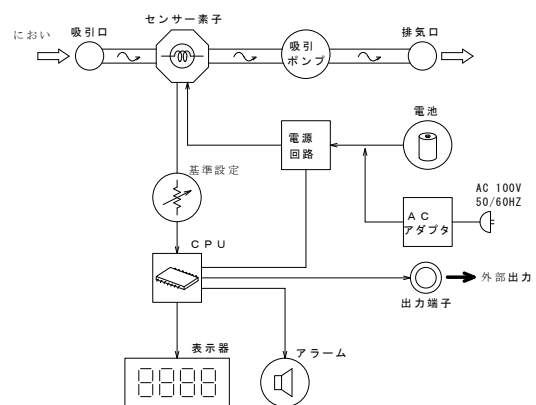 におい
吸引口
センサー素子
吸引
ポンプ
排気口
電源
回路
電池
基準設定
AC 100V
50/60HZ
AC
アダプタ
CPU
外部出力
出力端子
表示器
アラーム
8888